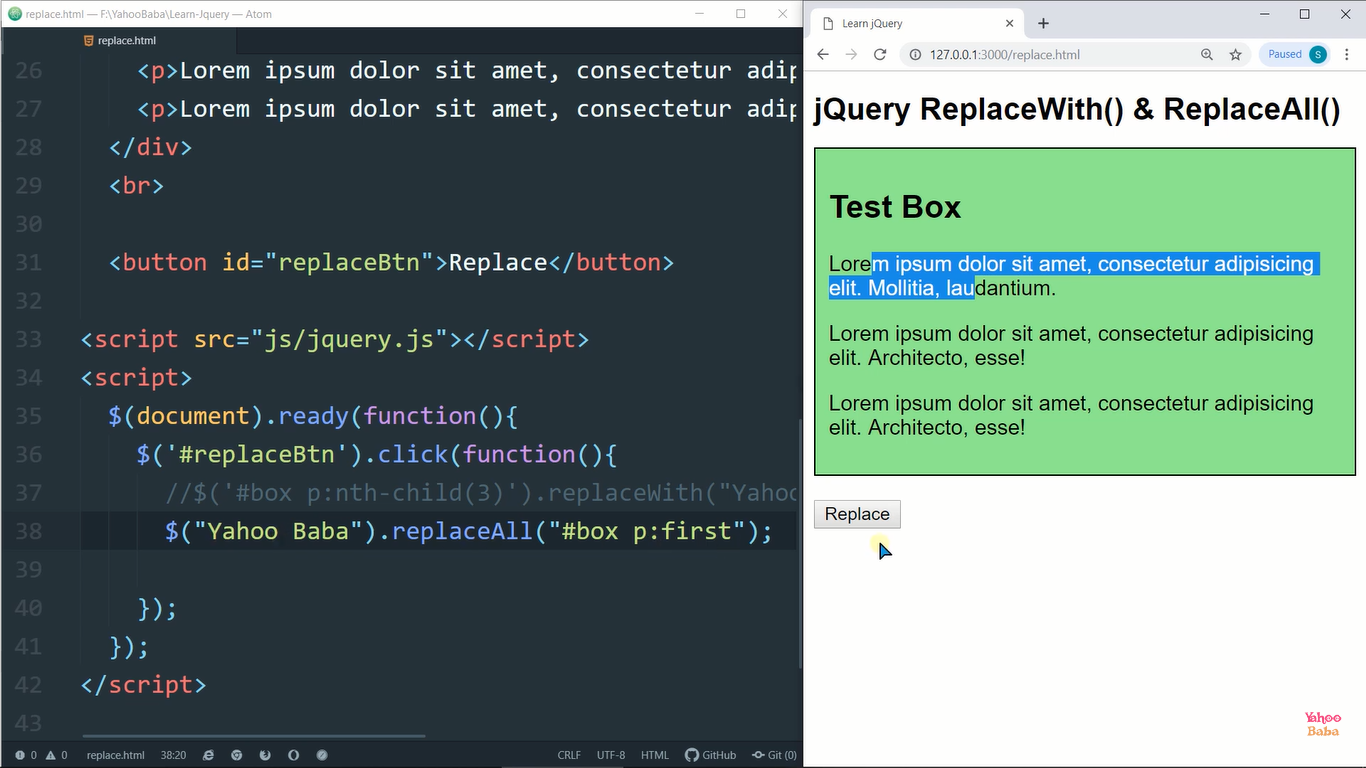 replace.html — F:\YahooBaba\Learn-Jquery — Atom
replace.html
26 <p>Lorem ipsum dolor sit amet, consectetur adip
27 <p>Lorem ipsum dolor sit amet, consectetur adip
28 </div>
29 <br>
30
31 <button id="replaceBtn">Replace</button>
32
33 <script src="js/jquery.js"></script>
34 <script>
35 $(document).ready(function(){
36 $('#replaceBtn').click(function(){
37 //$('#box p:nth-child(3)').replaceWith("Yahoo
38 $("Yahoo Baba").replaceAll("#box p:first");
39
40 });
41 });
42 </script>
43
0 0 replace.html 38:20 CRLF UTF-8 HTML GitHub Git (0)
Learn jQuery
127.0.0.1:3000/replace.html Paused S
jQuery ReplaceWith() & ReplaceAll()
Test Box
Lorem ipsum dolor sit amet, consectetur adipisicing
elit. Mollitia, laudantium.
Lorem ipsum dolor sit amet, consectetur adipisicing
elit. Architecto, esse!
Lorem ipsum dolor sit amet, consectetur adipisicing
elit. Architecto, esse!
Replace
Yahoo
Baba